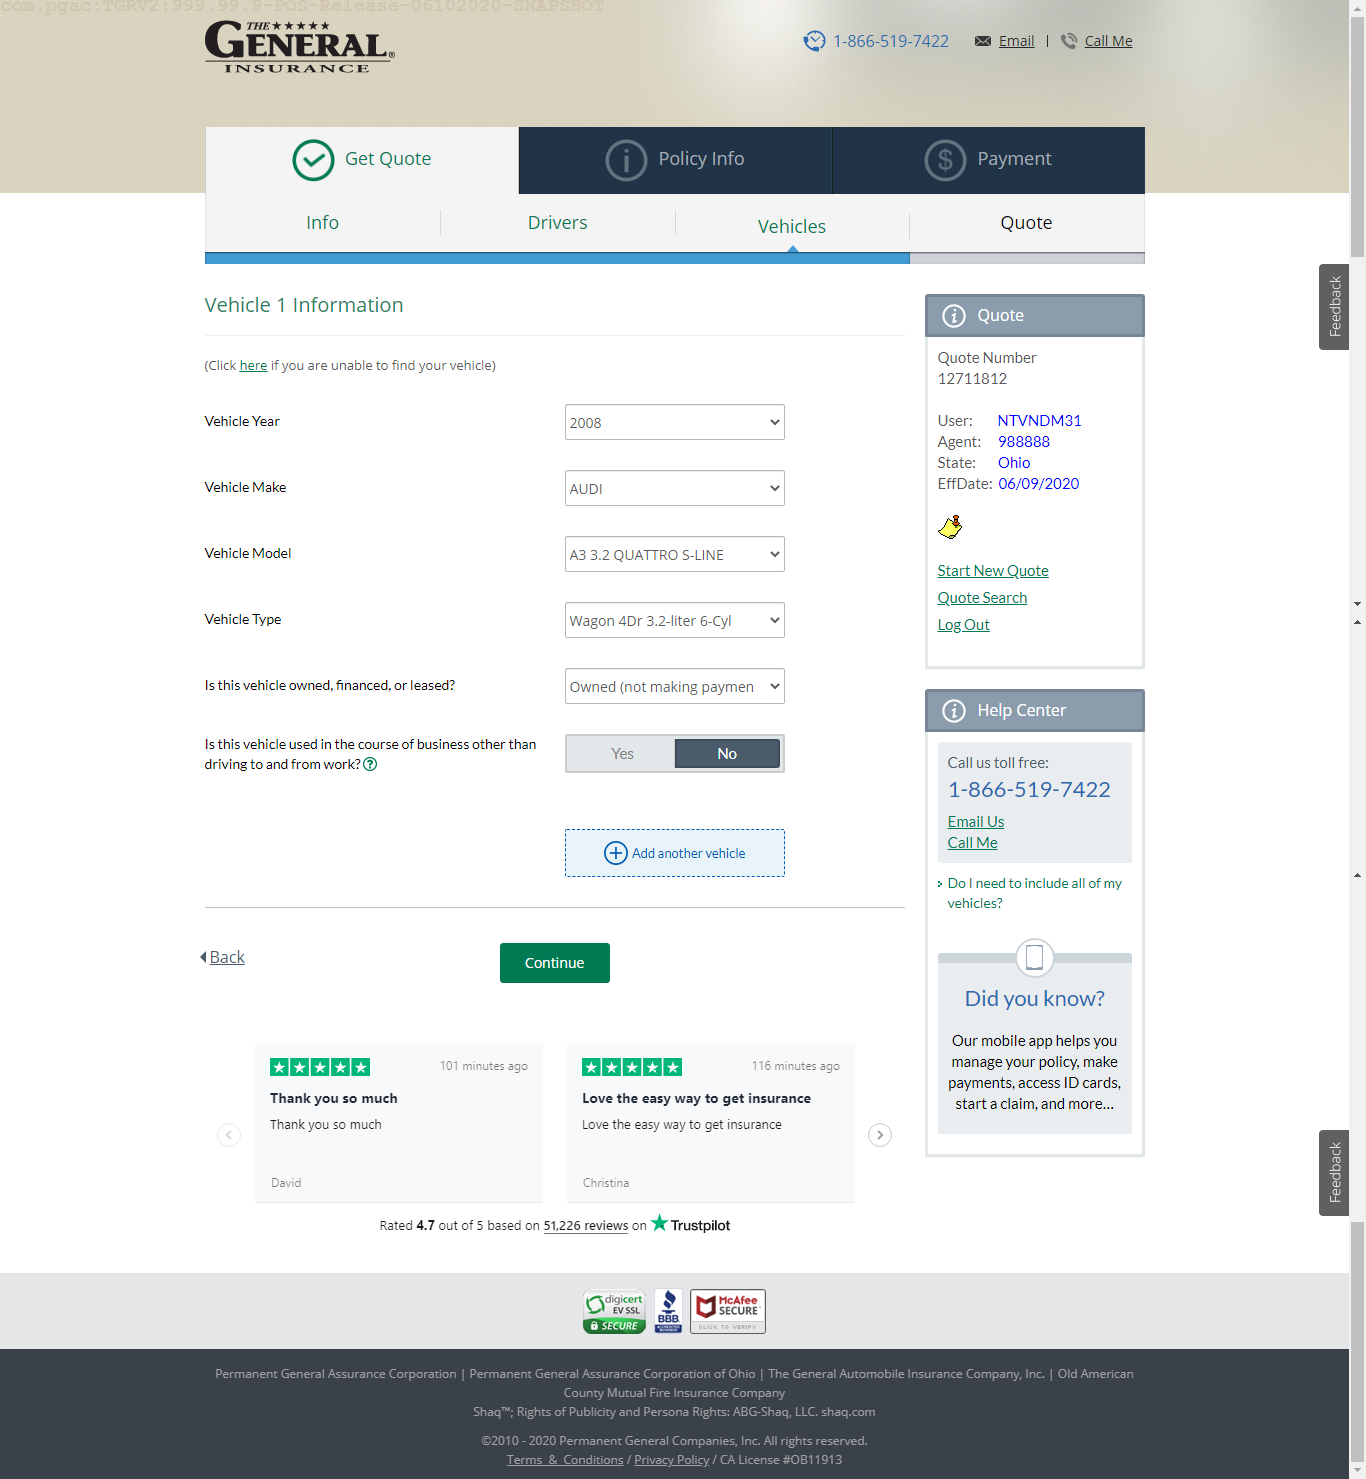 com.pgac:TGRV2:999.99.9-POS-Release-06102020-SNAPSHOT
THE
GENERAL®
INSURANCE
1-866-519-7422
Email
Call Me
Get Quote
Policy Info
Payment
Info
Drivers
Vehicles
Quote
Vehicle 1 Information
(Click here if you are unable to find your vehicle)
Vehicle Year
2008
Vehicle Make
AUDI
Vehicle Model
A3 3.2 QUATTRO S-LINE
Vehicle Type
Wagon 4Dr 3.2-liter 6-Cyl
Is this vehicle owned, financed, or leased?
Owned (not making paymen
Is this vehicle used in the course of business other than
driving to and from work?
Yes
No
Add another vehicle
Back
Continue
Quote
Quote Number
12711812
User: NTVNDM31
Agent: 988888
State: Ohio
EffDate: 06/09/2020
Start New Quote
Quote Search
Log Out
Help Center
Call us toll free:
1-866-519-7422
Email Us
Call Me
Do I need to include all of my
vehicles?
Did you know?
Our mobile app helps you
manage your policy, make
payments, access ID cards,
start a claim, and more...
Feedback
Feedback
101 minutes ago
Thank you so much
Thank you so much
David
116 minutes ago
Love the easy way to get insurance
Love the easy way to get insurance
Christina
Rated 4.7 out of 5 based on 51,226 reviews on Trustpilot
digicert
EV SSL
SECURE
BBB
ACCREDITED
BUSINESS
McAfee
SECURE
CLICK TO VERIFY
Permanent General Assurance Corporation | Permanent General Assurance Corporation of Ohio | The General Automobile Insurance Company, Inc. | Old American
County Mutual Fire Insurance Company
Shaq™; Rights of Publicity and Persona Rights: ABG-Shaq, LLC. shaq.com
©2010 - 2020 Permanent General Companies, Inc. All rights reserved.
Terms & Conditions / Privacy Policy / CA License #OB11913